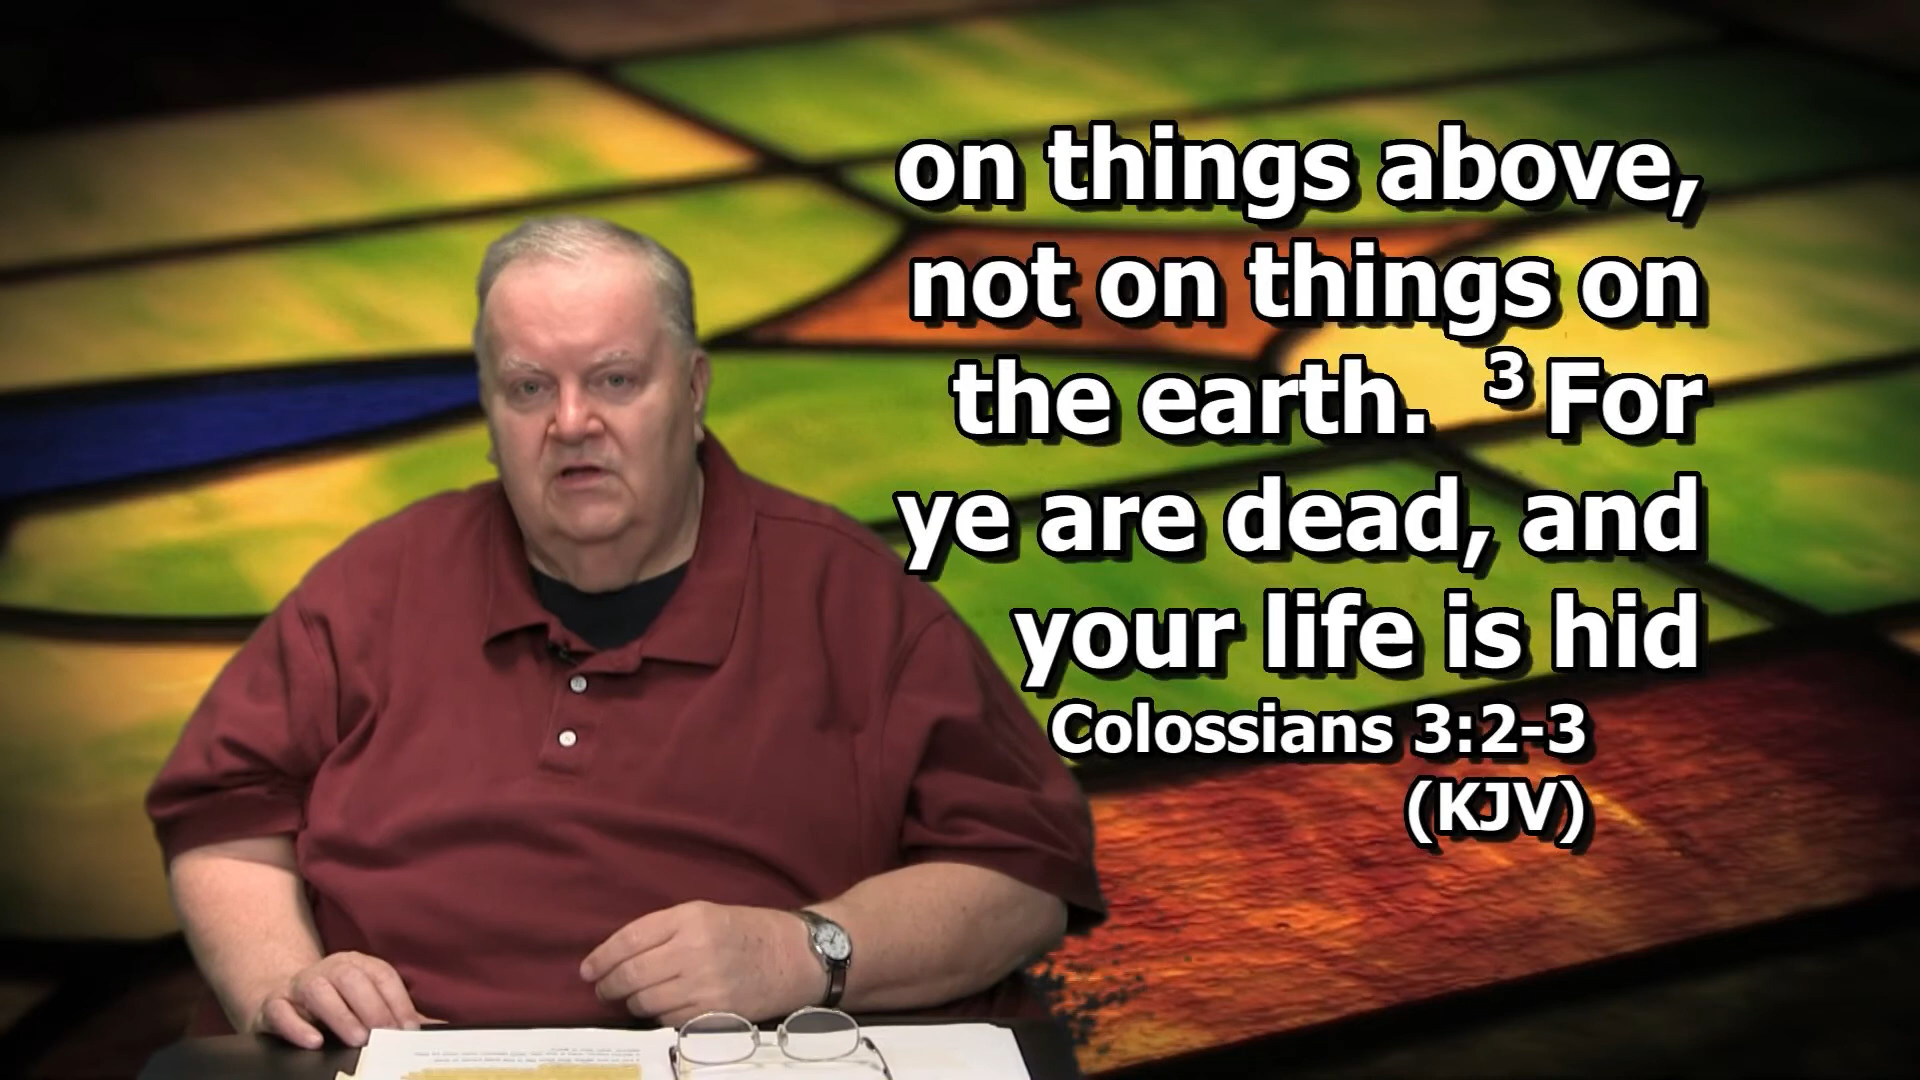 on things above,
not on things on
the earth. ³ For
ye are dead, and
your life is hid
Colossians 3:2-3
(KJV)